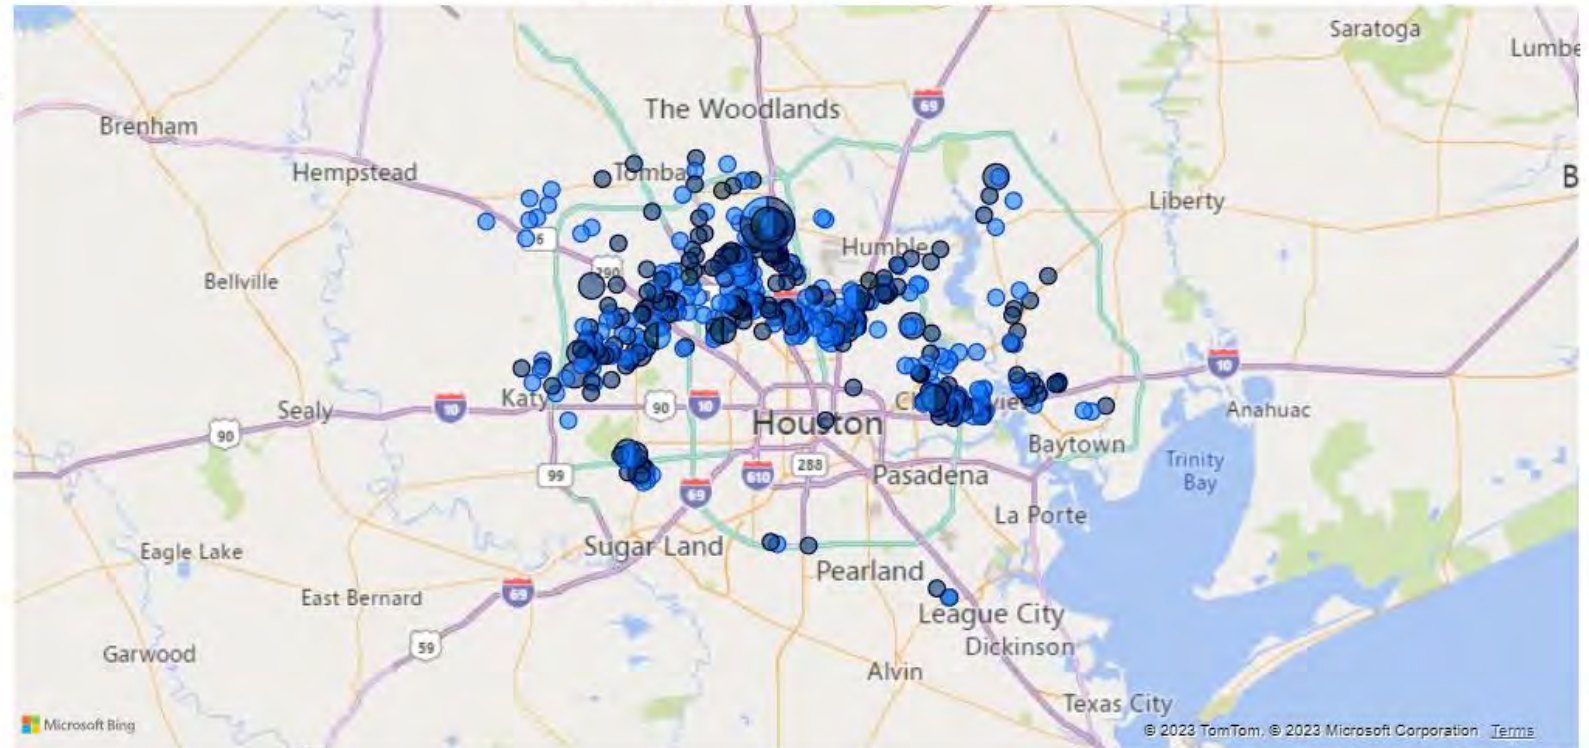 Saratoga
Lumbe
The Woodlands
69
Brenham
Hempstead
Tomba
Liberty
B
6
Humble
290
Bellville
10
Katy
Sealy
10
90
10
Anahuac
90
Houston
Baytown
99
288
Trinity
Bay
610
Pasadena
69
La Porte
Eagle Lake
Sugar Land
Pearland
East Bernard
69
League City
59
Dickinson
Garwood
Alvin
Texas City
Microsoft Bing
© 2023 TomTom, © 2023 Microsoft Corporation Terms